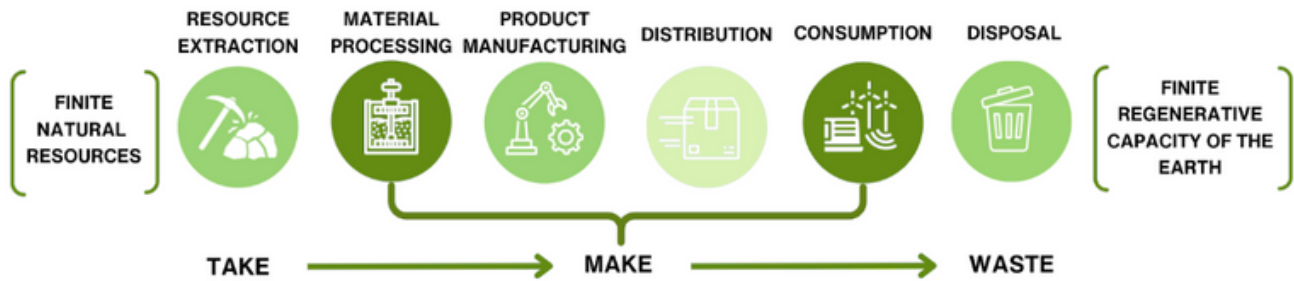 RESOURCE
EXTRACTION
MATERIAL
PROCESSING
PRODUCT
MANUFACTURING
DISTRIBUTION
CONSUMPTION
DISPOSAL
FINITE
NATURAL
RESOURCES
FINITE
REGENERATIVE
CAPACITY OF THE
EARTH
TAKE
MAKE
WASTE